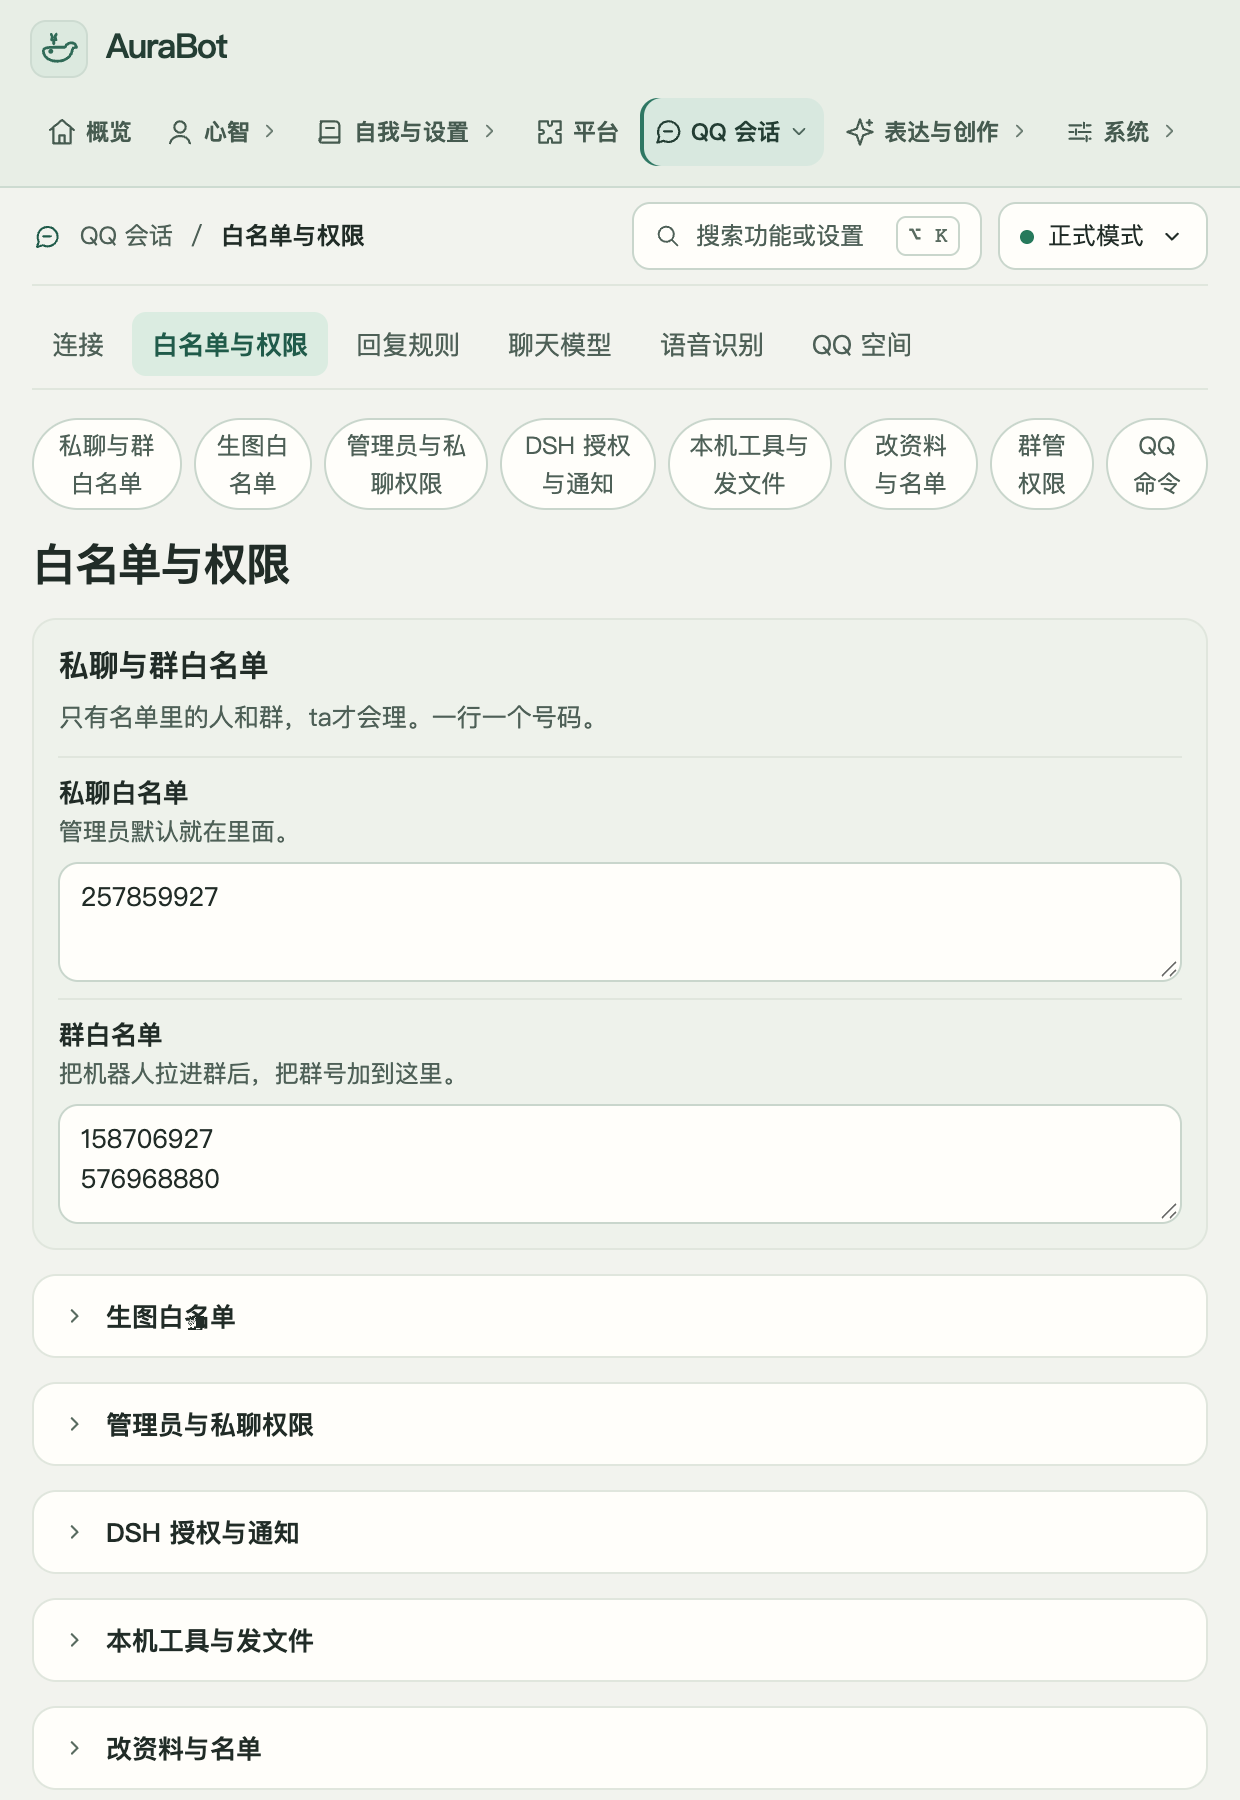 AuraBot
概览 心智 自我与设置 平台 QQ 会话 表达与创作 系统
QQ 会话 / 白名单与权限 搜索功能或设置 ⌥ K 正式模式
连接 白名单与权限 回复规则 聊天模型 语音识别 QQ 空间
私聊与群 生图白 管理员与私 DSH 授权 本机工具与 改资料 群管 QQ
白名单 名单 聊权限 与通知 发文件 与名单 权限 命令
白名单与权限
私聊与群白名单
只有名单里的人和群，ta才会理。一行一个号码。
私聊白名单
管理员默认就在里面。
257859927
群白名单
把机器人拉进群后，把群号加到这里。
158706927
576968880
生图白名单
管理员与私聊权限
DSH 授权与通知
本机工具与发文件
改资料与名单